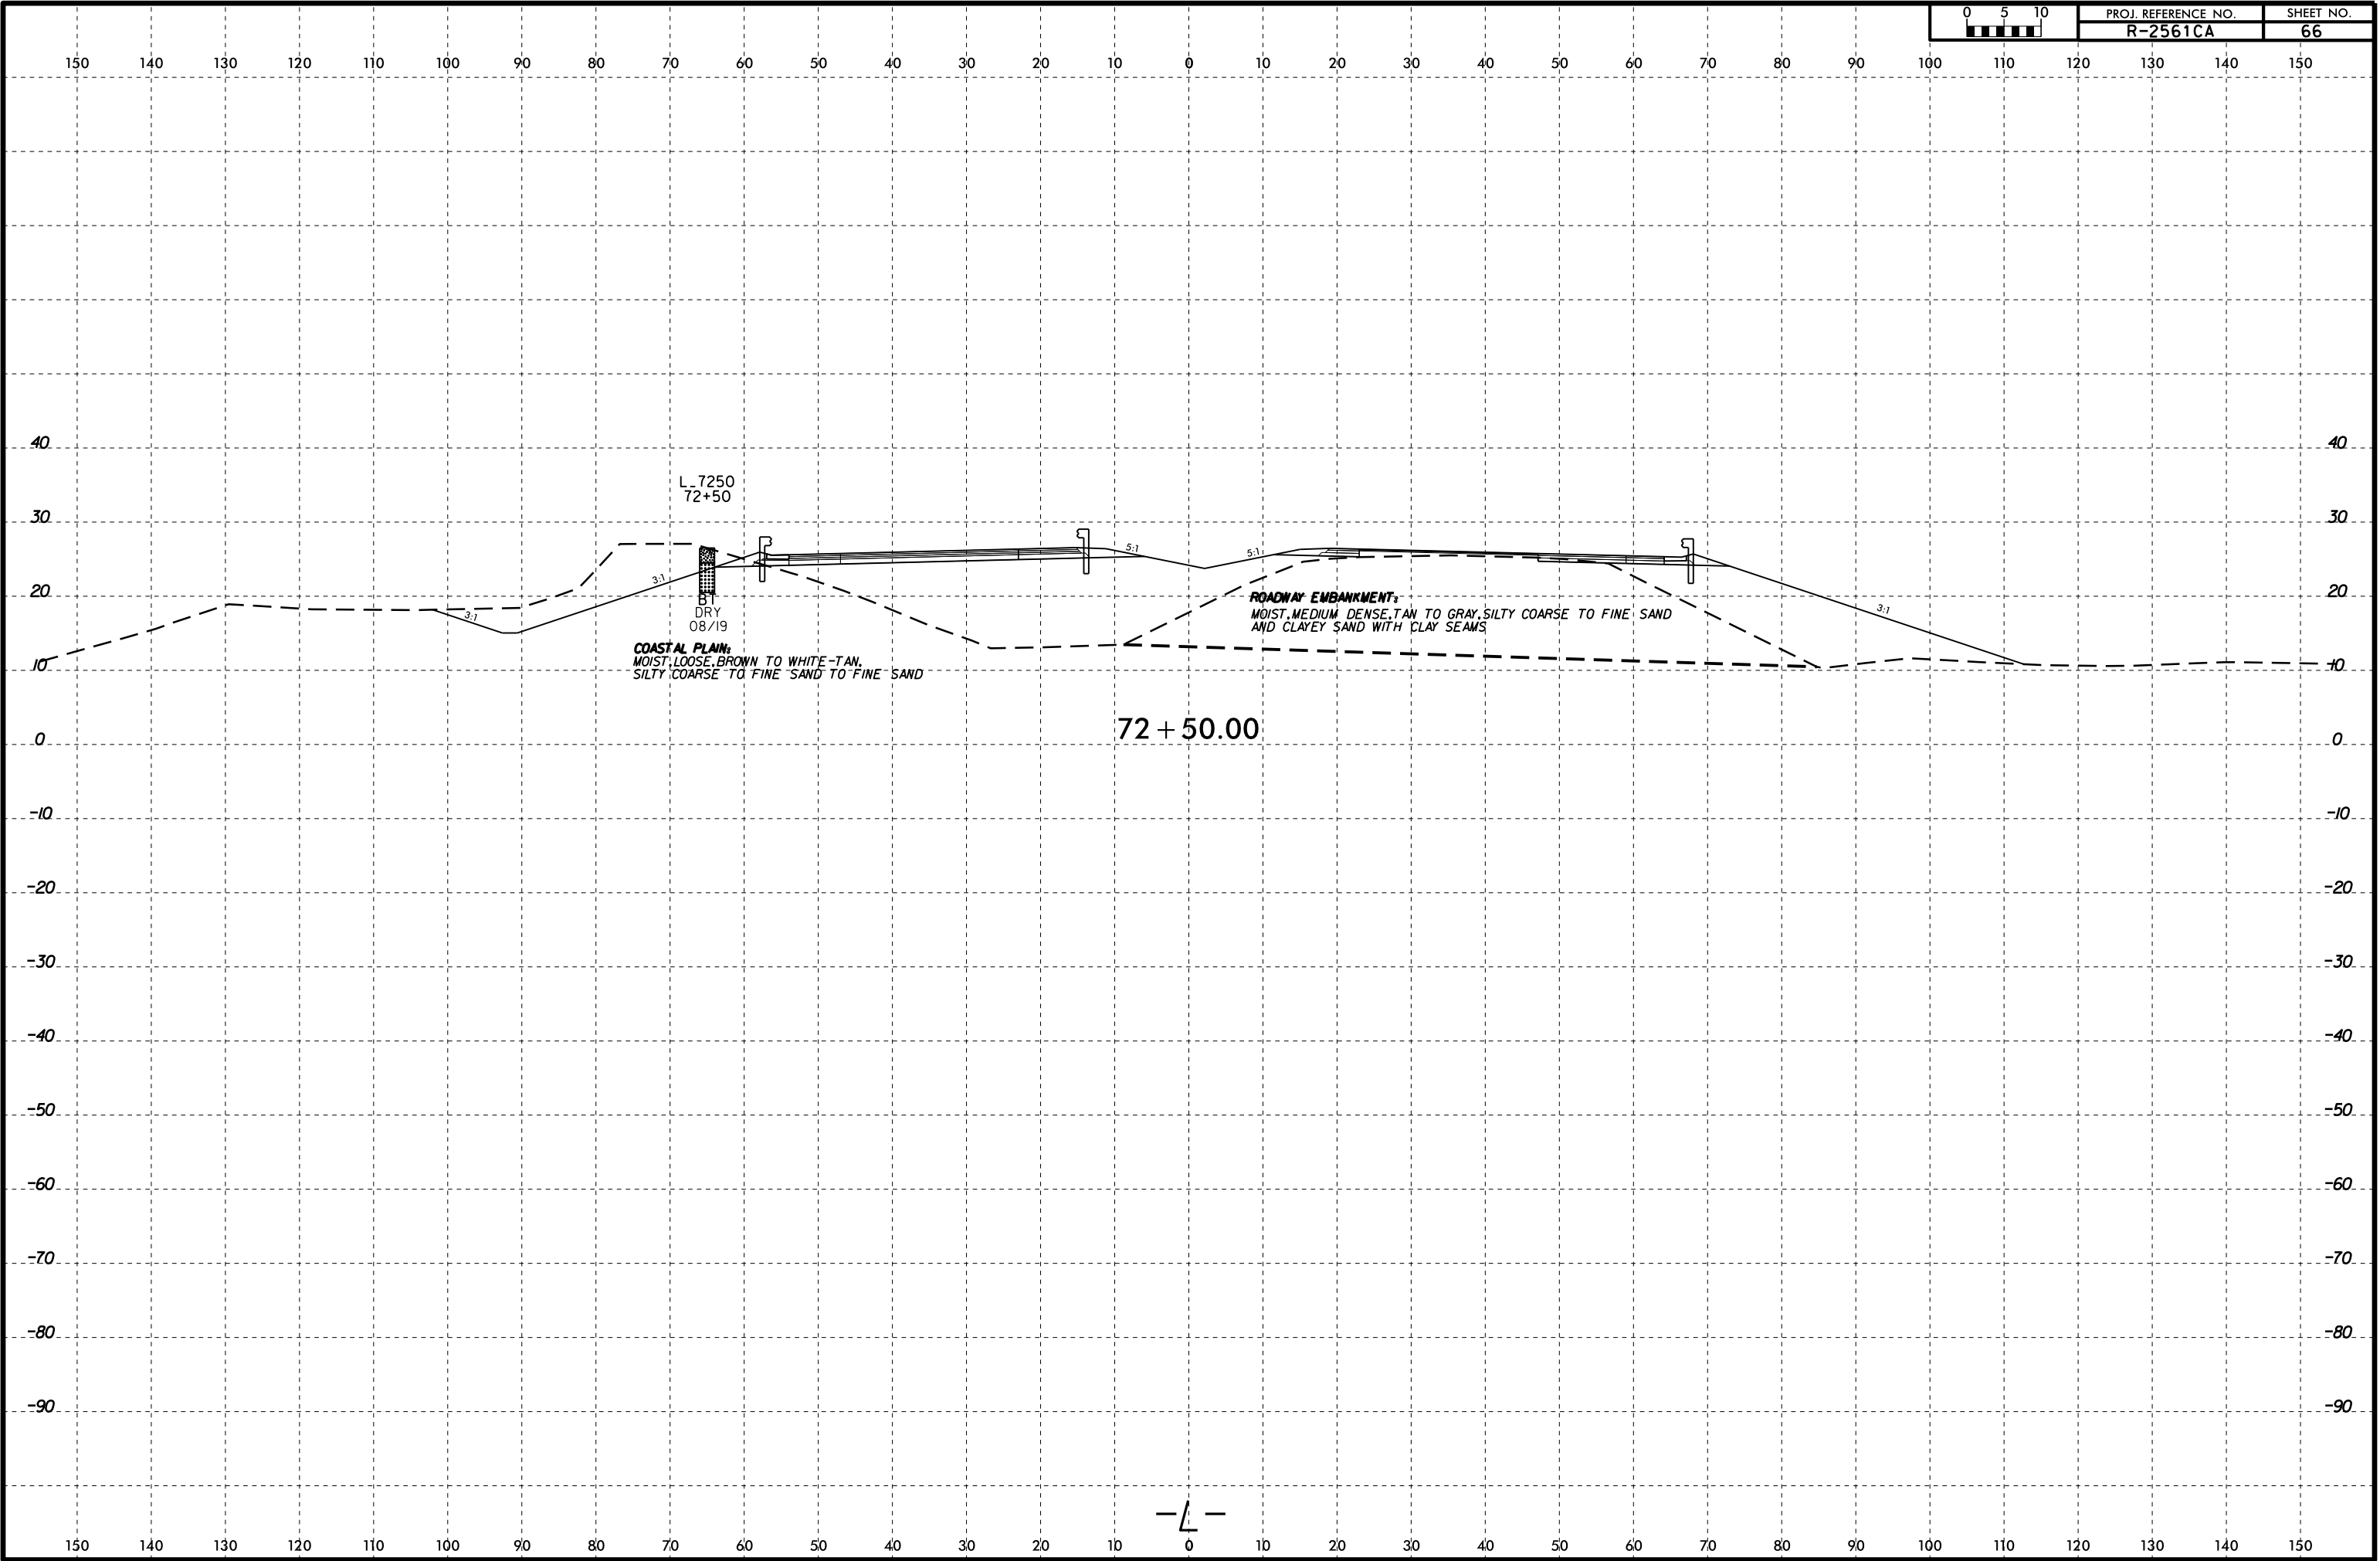 0 5 10
PROJ. REFERENCE NO. SHEET NO.
R-2561CA 66
150 140 130 120 110 100 90 80 70 60 50 40 30 20 10 0 10 20 30 40 50 60 70 80 90 100 110 120 130 140 150
40 40
L_7250
72+50
30 30
5:1 5:1
3:1
20 20
3:1 3:1
BT
DRY
08/19
ROADWAY EMBANKMENT:
MOIST, MEDIUM DENSE, TAN TO GRAY, SILTY COARSE TO FINE SAND
AND CLAYEY SAND WITH CLAY SEAMS
COASTAL PLAIN:
MOIST, LOOSE, BROWN TO WHITE-TAN,
SILTY COARSE TO FINE SAND TO FINE SAND
10 10
72+50.00
0 0
-10 -10
-20 -20
-30 -30
-40 -40
-50 -50
-60 -60
-70 -70
-80 -80
-90 -90
-L-
150 140 130 120 110 100 90 80 70 60 50 40 30 20 10 0 10 20 30 40 50 60 70 80 90 100 110 120 130 140 150